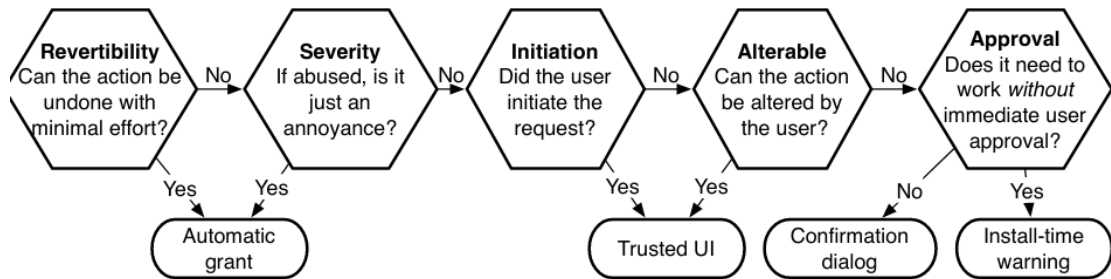 Revertibility
Can the action be
undone with
minimal effort?
No
Severity
If abused, is it
just an
annoyance?
No
Initiation
Did the user
initiate the
request?
No
Alterable
Can the action
be altered by
the user?
No
Approval
Does it need to
work without
immediate user
approval?
Yes
Yes
Yes
Yes
No
Yes
Automatic
grant
Trusted UI
Confirmation
dialog
Install-time
warning